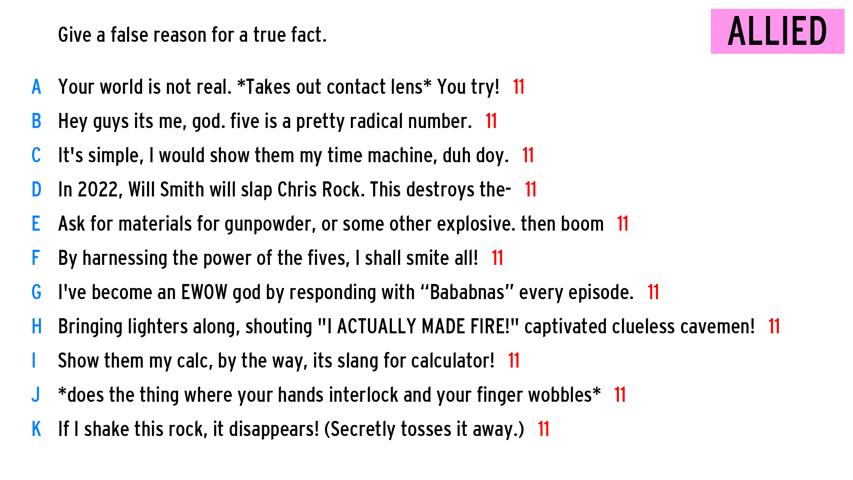 Give a false reason for a true fact.
ALLIED
A Your world is not real. *Takes out contact lens* You try! 11
B Hey guys its me, god. five is a pretty radical number. 11
C It's simple, I would show them my time machine, duh doy. 11
D In 2022, Will Smith will slap Chris Rock. This destroys the- 11
E Ask for materials for gunpowder, or some other explosive. then boom 11
F By harnessing the power of the fives, I shall smite all! 11
G I've become an EWOW god by responding with “Bababnas” every episode. 11
H Bringing lighters along, shouting "I ACTUALLY MADE FIRE!" captivated clueless cavemen! 11
I Show them my calc, by the way, its slang for calculator! 11
J *does the thing where your hands interlock and your finger wobbles* 11
K If I shake this rock, it disappears! (Secretly tosses it away.) 11